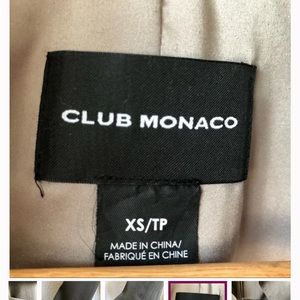 CLUB MONACO
XS/TP
MADE IN CHINA/
FABRIQUÉ EN CHINE